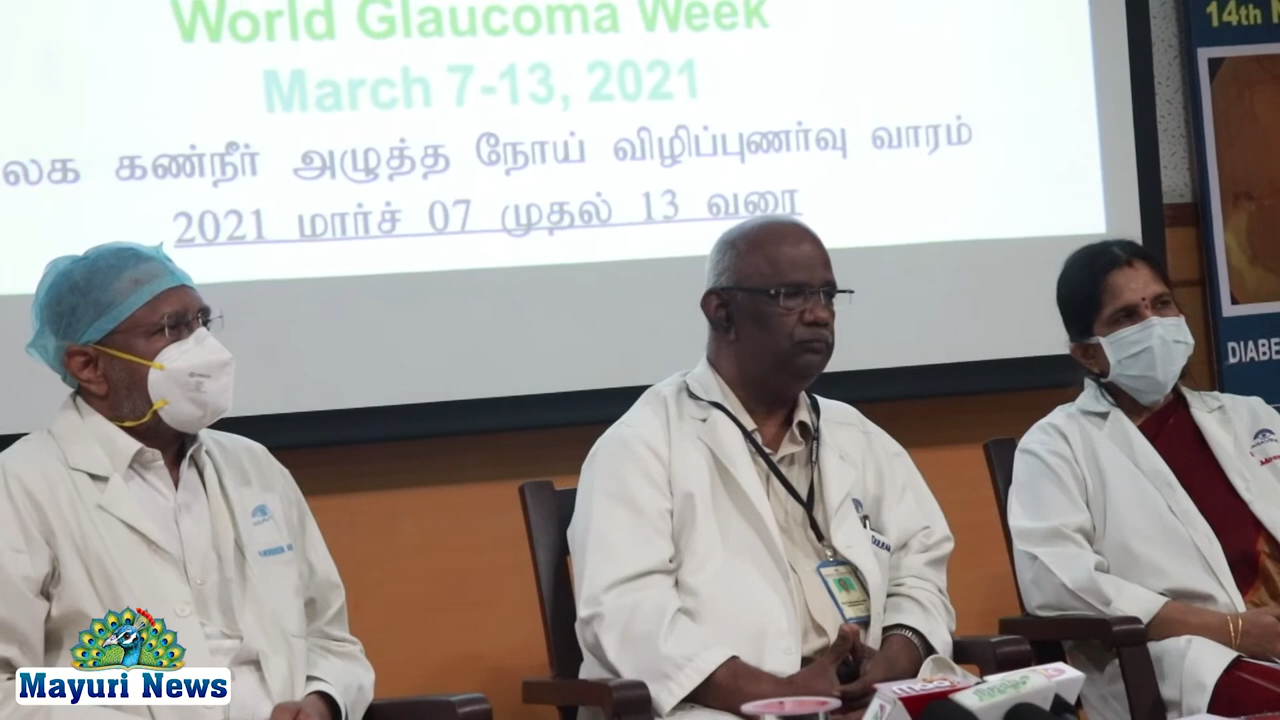 World Glaucoma Week
March 7-13, 2021
லக கண்நீர் அழுத்த நோய் விழிப்புணர்வு வாரம்
2021 மார்ச் 07 முதல் 13 வரை
14th
DIABE
Mayuri News